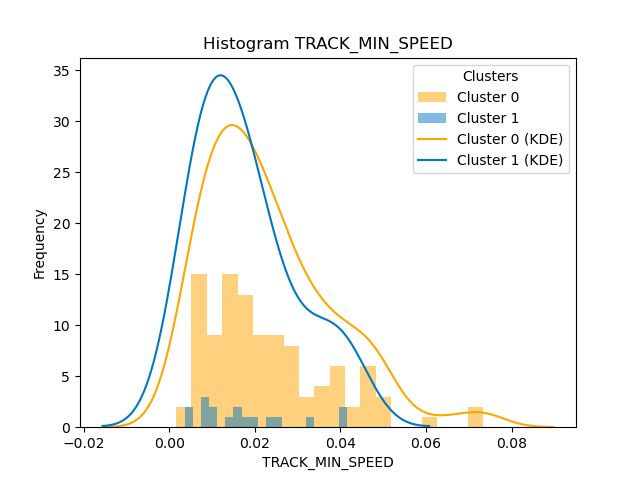 Histogram TRACK_MIN_SPEED
Clusters
Cluster 0
Cluster 1
Cluster 0 (KDE)
Cluster 1 (KDE)
Frequency
35
30
25
20
15
10
5
0
−0.02 0.00 0.02 0.04 0.06 0.08
TRACK_MIN_SPEED